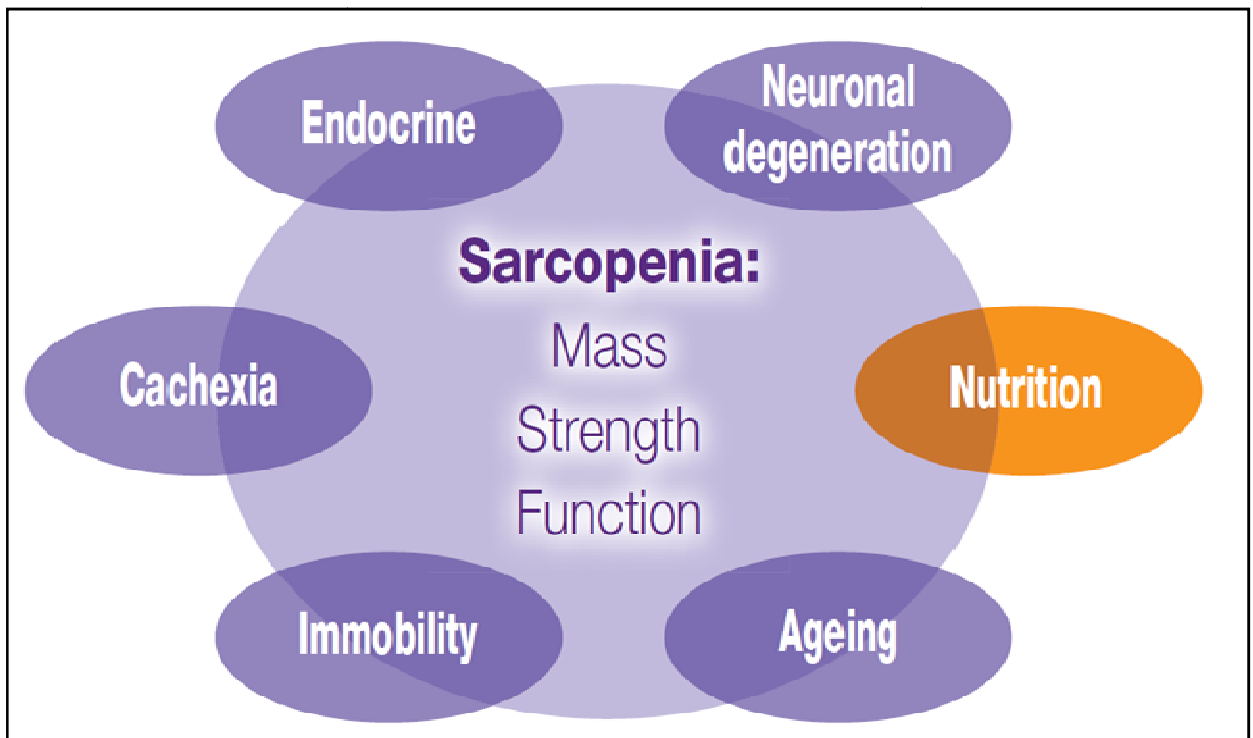 Endocrine
Neuronal
degeneration
Sarcopenia:
Mass
Strength
Function
Cachexia
Nutrition
Immobility
Ageing